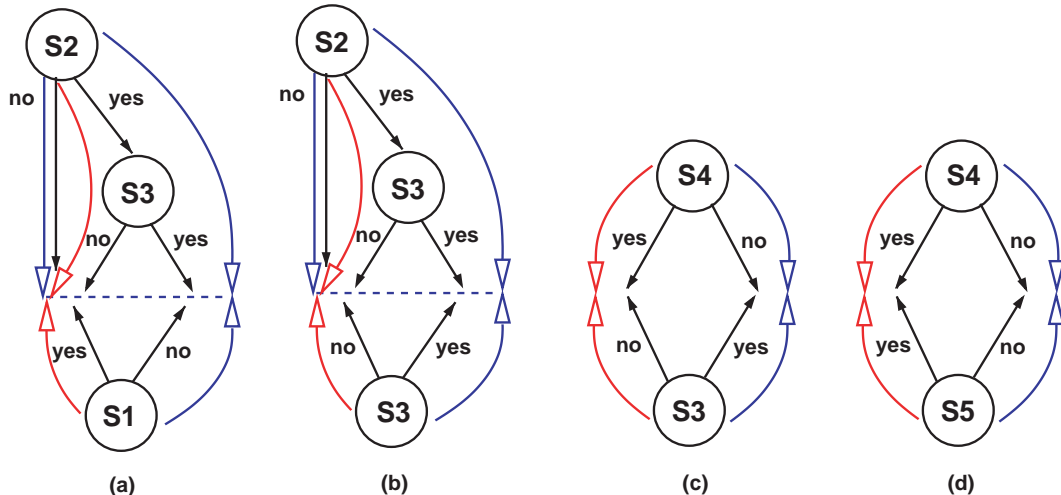 S2
no
yes
S3
no
yes
yes
no
S1
(a)
S2
no
yes
S3
no
yes
no
yes
S3
(b)
S4
yes
no
no
yes
S3
(c)
S4
yes
no
yes
no
S5
(d)